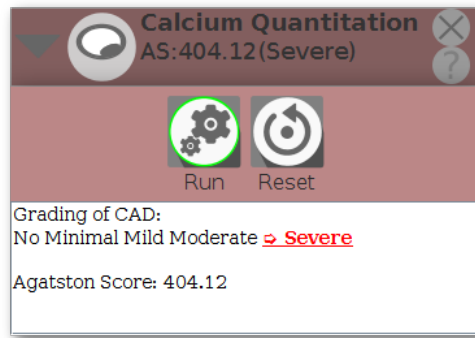 Calcium Quantitation
AS:404.12(Severe)
?
Run Reset
Grading of CAD:
No Minimal Mild Moderate ➭ Severe
Agatston Score: 404.12